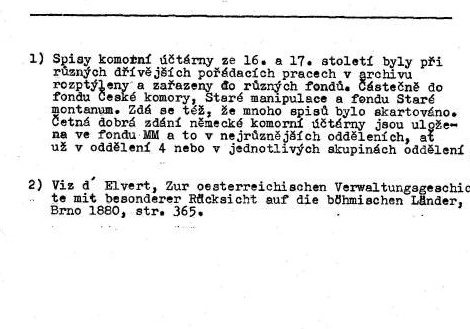 1) Spisy komorní účtárny ze 16. a 17. století byly při
různých dřívějších pořádacích pracech v archivu
rozptýleny a zařazeny do různých fondů. Částečně do
fondu České komory, Staré manipulace a fondu Staré
montanum. Zdá se též, že mnoho spisů bylo skartováno.
Četná dobrá zdání německé komorní účtárny jsou ulože-
na ve fondu MM a to v nejrůznějších odděleních, ať
už v oddělení 4 nebo v jednotlivých skupinách oddělení
2) Viz d´ Elvert, Zur oesterreichischen Verwaltungsgeschic
te mit besonderer Rücksicht auf die böhmischen Länder,
Brno 1880, str. 365.